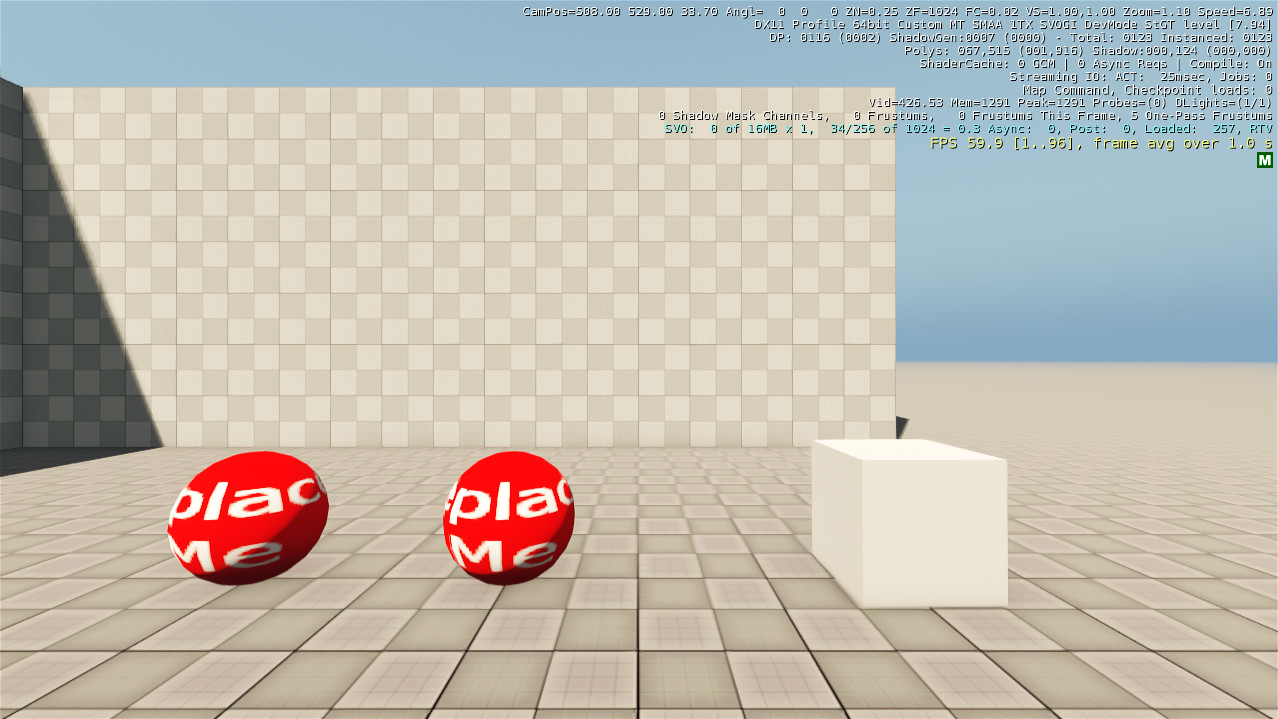 CamPos=508.00 529.00 33.70 Angl= 0 0 0 ZN=0.25 ZF=1024 FC=0.02 VS=1.00,1.00 Zoom=1.10 Speed=6.89
DX11 Profile 64bit Custom MT SMAA 1TX SVOGI DevMode StGT level [7.94]
DP: 0116 (0002) ShadowGen:0007 (0000) - Total: 0123 Instanced: 0123
Polys: 067,515 (001,916) Shadow:000,124 (000,000)
ShaderCache: 0 GCM | 0 Async Reqs | Compile: On
Streaming IO: ACT: 25msec, Jobs: 0
Map Command, Checkpoint loads: 0
Vid=426.53 Mem=1291 Peak=1291 Probes=(0) DLights=(1/1)
0 Shadow Mask Channels, 0 Frustums, 0 Frustums This Frame, 5 One-Pass Frustums
SVO: 0 of 16MB x 1, 34/256 of 1024 = 0.3 Async: 0, Post: 0, Loaded: 257, RTV
FPS 59.9 [1..96], frame avg over 1.0 s
M
plac
Me
epla
Me